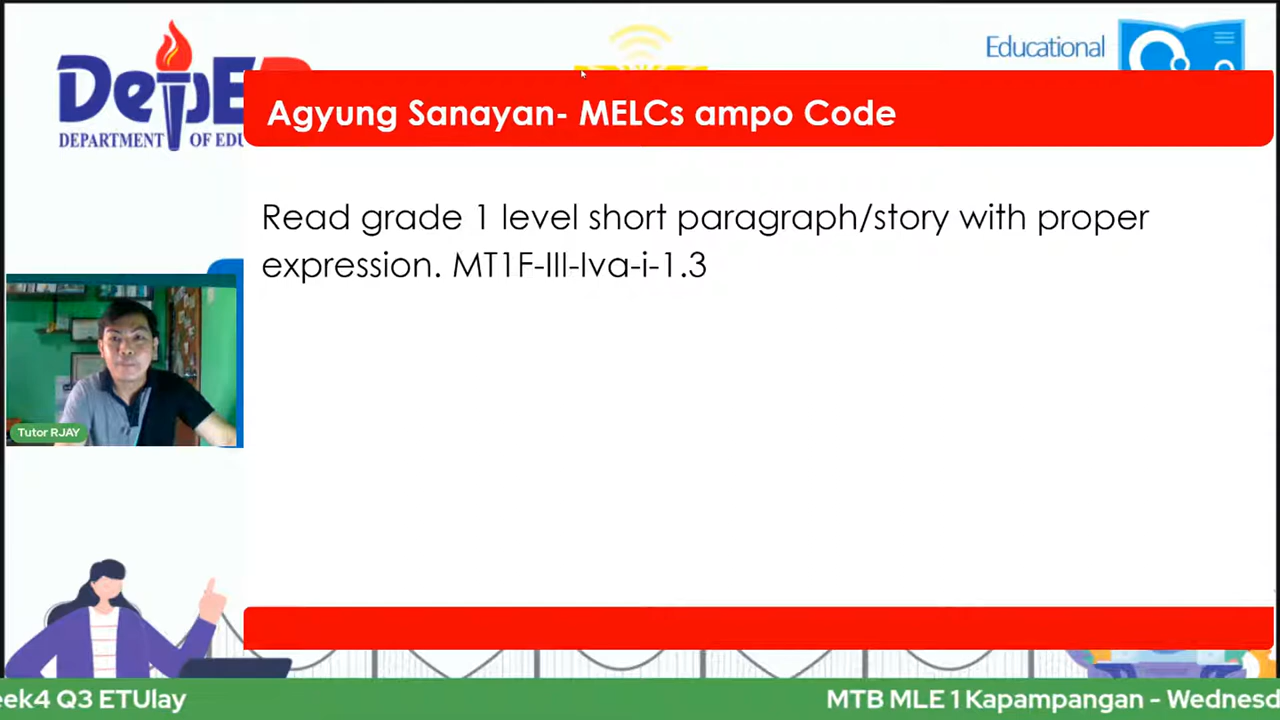 DepE
DEPARTMENT OF EDU
Educational
Agyung Sanayan- MELCs ampo Code
Read grade 1 level short paragraph/story with proper
expression. MT1F-III-Iva-i-1.3
Tutor RJAY
eek4 Q3 ETUlay
MTB MLE 1 Kapampangan - Wednesd